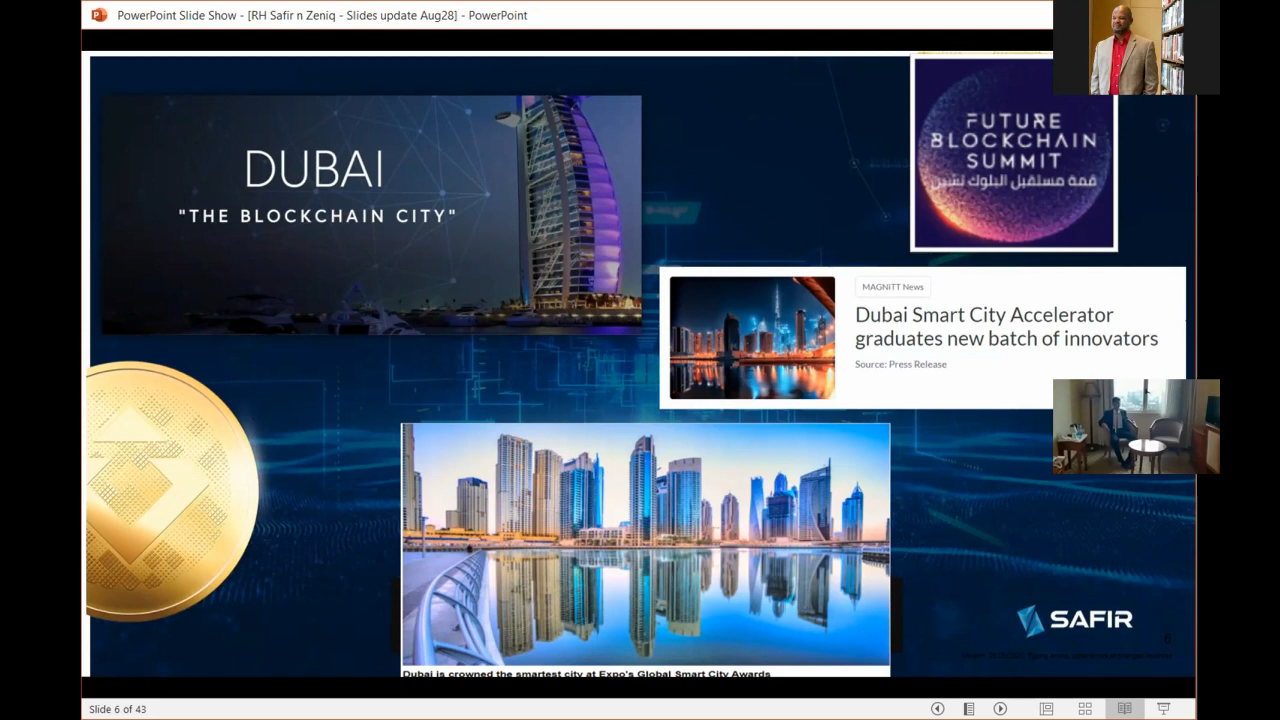 PowerPoint Slide Show - [RH Safir n Zeniq - Slides update Aug28] - PowerPoint
DUBAI
"THE BLOCKCHAIN CITY"
FUTURE
BLOCKCHAIN
SUMMIT
قمة مستقبل البلوك تشين
MAGNiTT News
Dubai Smart City Accelerator
graduates new batch of innovators
Source: Press Release
Dubai is crowned the smartest city at Expo's Global Smart City Awards
SAFIR
6
Slide 6 of 43